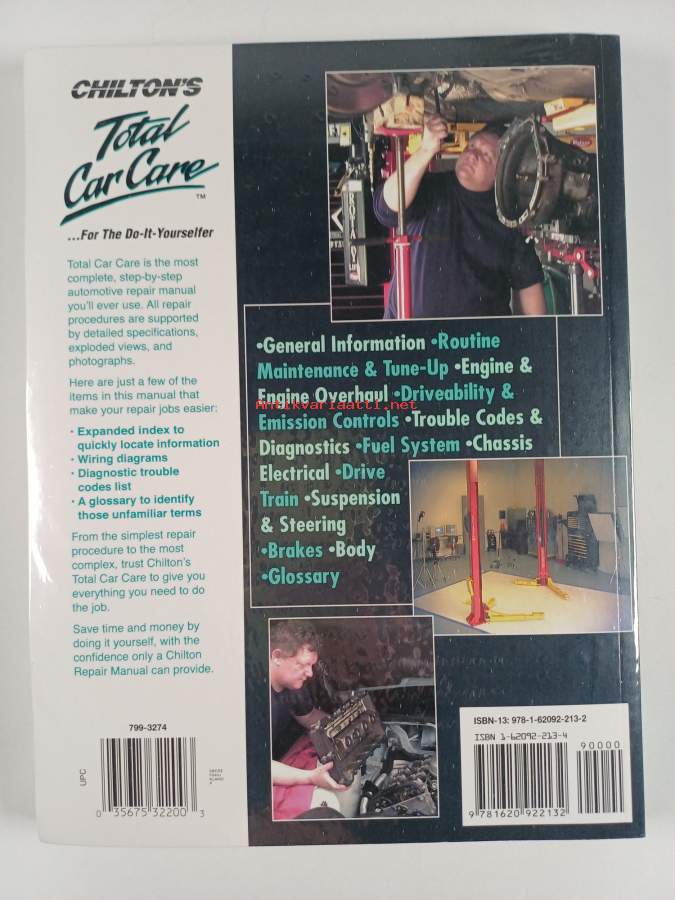 CHILTON'S
Total
Car Care™
...For The Do-It-Yourselfer
Total Car Care is the most
complete, step-by-step
automotive repair manual
you'll ever use. All repair
procedures are supported
by detailed specifications,
exploded views, and
photographs.
Here are just a few of the
items in this manual that
make your repair jobs easier:
• Expanded index to
quickly locate information
• Wiring diagrams
• Diagnostic trouble
codes list
• A glossary to identify
those unfamiliar terms
From the simplest repair
procedure to the most
complex, trust Chilton's
Total Car Care to give you
everything you need to do
the job.
Save time and money by
doing it yourself, with the
confidence only a Chilton
Repair Manual can provide.
799-3274
UPC
0 35675 32200 3
•General Information •Routine
Maintenance & Tune-Up •Engine &
Engine Overhaul •Driveability &
Antikvariaatti.net
Emission Controls •Trouble Codes &
Diagnostics •Fuel System •Chassis
Electrical •Drive
Train •Suspension
& Steering
•Brakes •Body
•Glossary
ISBN-13: 978-1-62092-213-2
ISBN 1-62092-213-4
90000
9 781620 922132